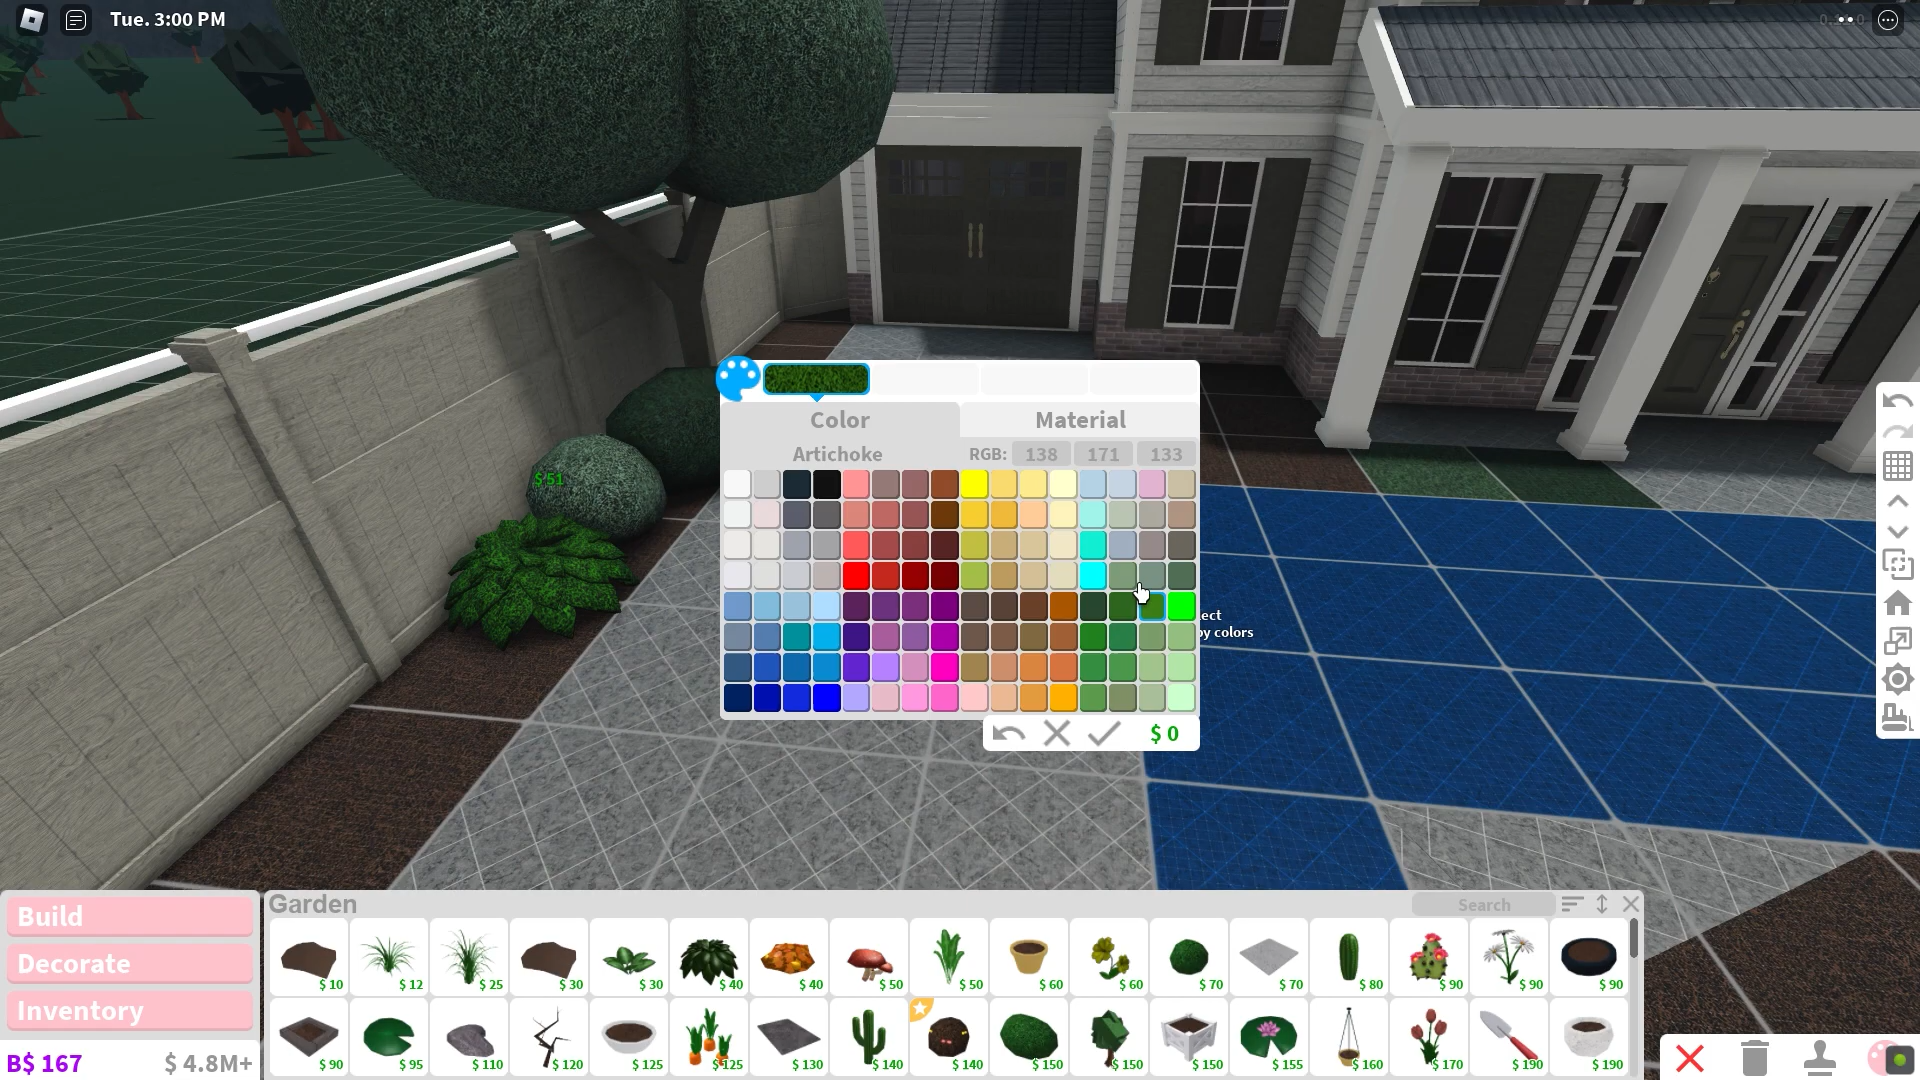 Tue. 3:00 PM
$ 51
Color
Material
Artichoke
RGB: 138 171 133
ect
by colors
$ 0
Garden
Search
Build
Decorate
Inventory
B$ 167
$ 4.8M+
$ 10
$ 12
$ 25
$ 30
$ 30
$ 40
$ 40
$ 50
$ 50
$ 60
$ 60
$ 70
$ 70
$ 80
$ 90
$ 90
$ 90
$ 90
$ 95
$ 110
$ 120
$ 125
$ 125
$ 130
$ 140
$ 140
$ 150
$ 150
$ 150
$ 155
$ 160
$ 170
$ 190
$ 190